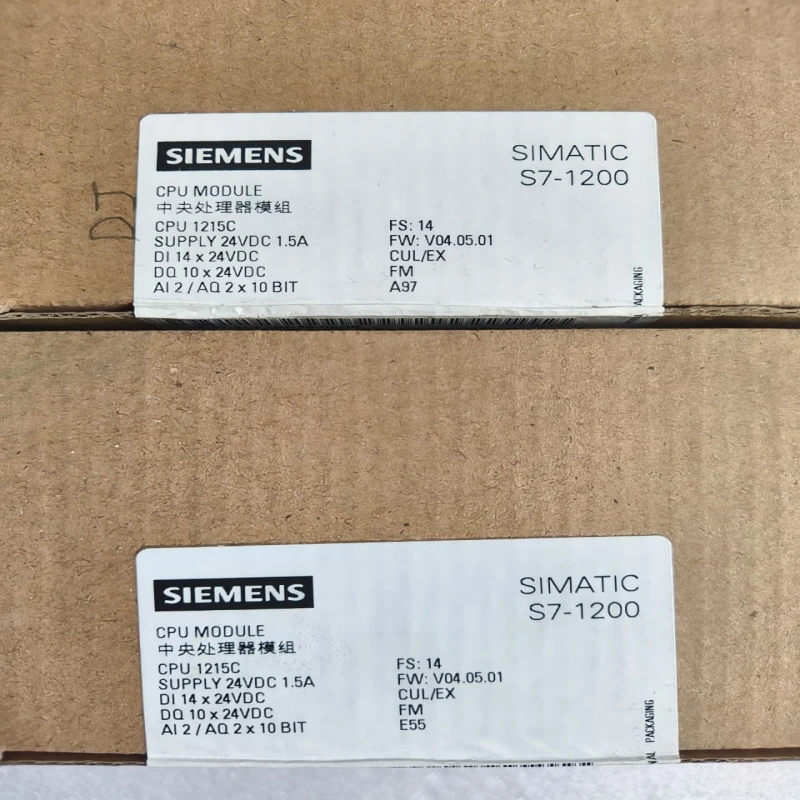 SIEMENS
SIMATIC
S7-1200
CPU MODULE
中央处理器模组
CPU 1215C
SUPPLY 24VDC 1.5A
DI 14 x 24VDC
DQ 10 x 24VDC
AI 2 / AQ 2 x 10 BIT
FS: 14
FW: V04.05.01
CUL/EX
FM
A97
PACKAGING
SIEMENS
SIMATIC
S7-1200
CPU MODULE
中央处理器模组
CPU 1215C
SUPPLY 24VDC 1.5A
DI 14 x 24VDC
DQ 10 x 24VDC
AI 2 / AQ 2 x 10 BIT
FS: 14
FW: V04.05.01
CUL/EX
FM
E55
PACKAGING